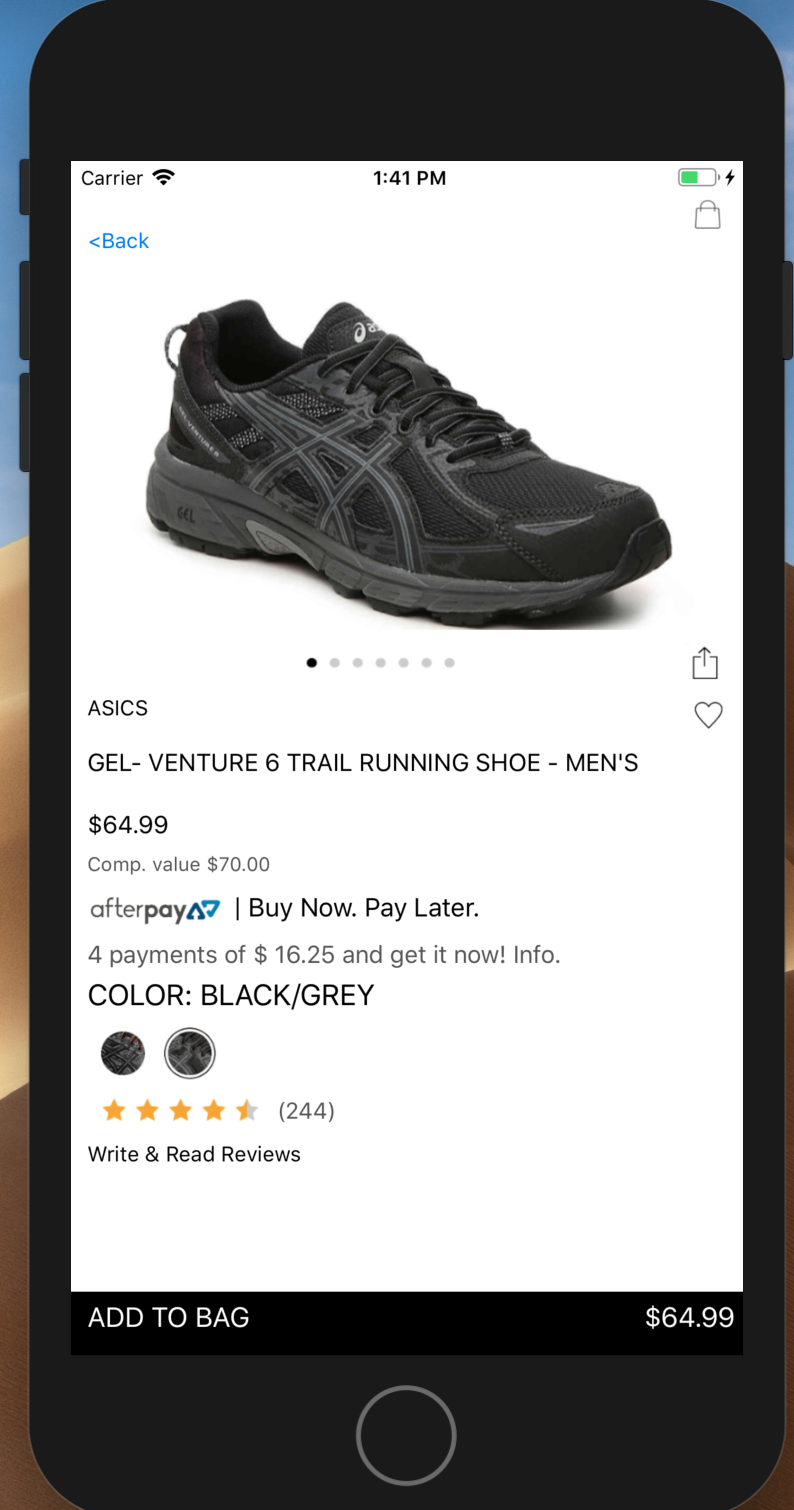 Carrier 1:41 PM
<Back
GEL
ASICS
GEL- VENTURE 6 TRAIL RUNNING SHOE - MEN'S
$64.99
Comp. value $70.00
afterpay | Buy Now. Pay Later.
4 payments of $ 16.25 and get it now! Info.
COLOR: BLACK/GREY
(244)
Write & Read Reviews
ADD TO BAG $64.99